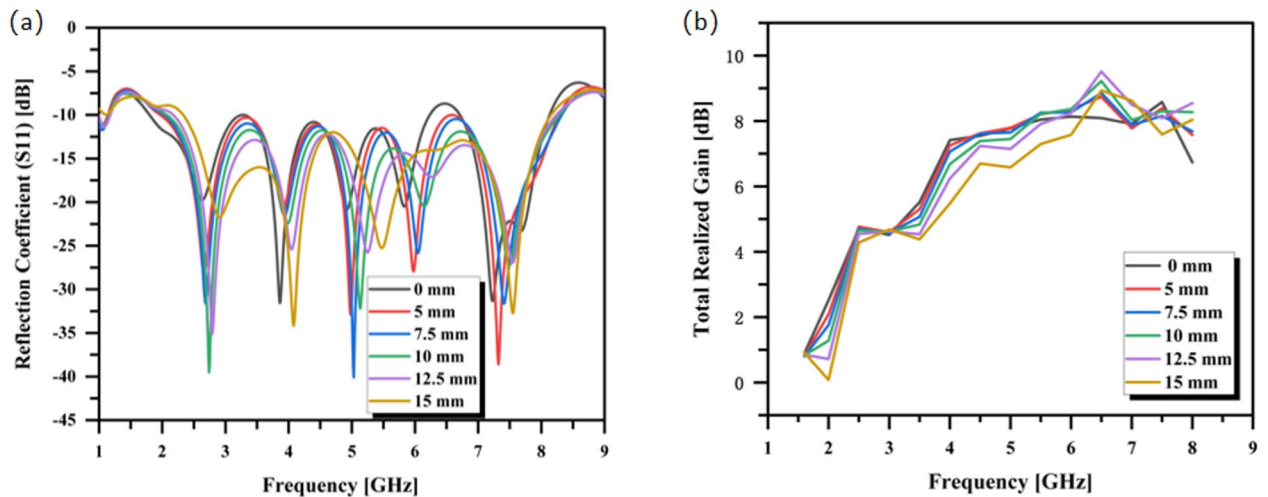 (a)
0
-5
-10
-15
-20
-25
-30
-35
-40
-45
Reflection Coefficient (S11) [dB]
0 mm
5 mm
7.5 mm
10 mm
12.5 mm
15 mm
1 2 3 4 5 6 7 8 9
Frequency [GHz]
(b)
10
8
6
4
2
0
Total Realized Gain [dB]
0 mm
5 mm
7.5 mm
10 mm
12.5 mm
15 mm
1 2 3 4 5 6 7 8 9
Frequency [GHz]